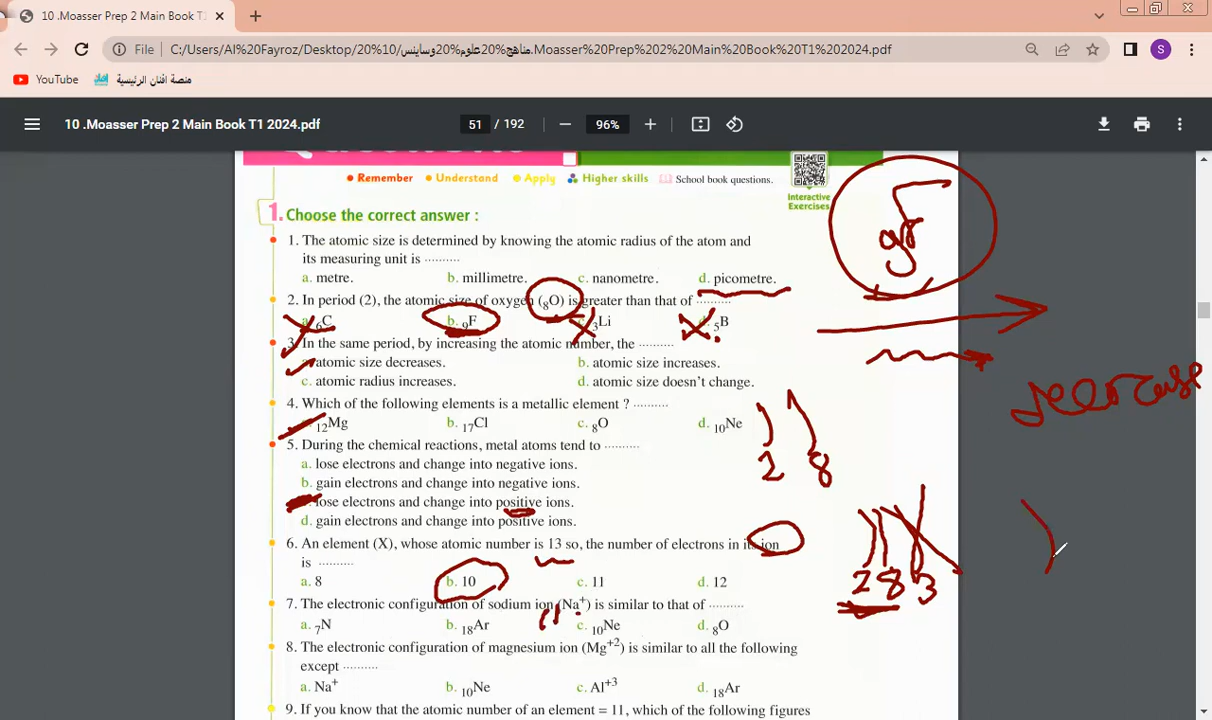 10 .Moasser Prep 2 Main Book T1
File C:/Users/Al%20Fayroz/Desktop/20%10/مناهج%20علوم%20وساينس.Moasser%20Prep%202%20Main%20Book%20T1%202024.pdf
S
YouTube منصة اقنان الرئيسية
10 .Moasser Prep 2 Main Book T1 2024.pdf 51 / 192 96%
Remember Understand Apply Higher skills School book questions.
Interactive
Exercises
1. Choose the correct answer :
1. The atomic size is determined by knowing the atomic radius of the atom and
its measuring unit is ..........
a. metre. b. millimetre. c. nanometre. d. picometre.
2. In period (2), the atomic size of oxygen (₈O) is greater than that of ..........
₆C b. ₉F ₃Li ₅B
3. In the same period, by increasing the atomic number, the ..........
atomic size decreases. b. atomic size increases.
c. atomic radius increases. d. atomic size doesn't change.
decrease
4. Which of the following elements is a metallic element ? ..........
₁₂Mg b. ₁₇Cl c. ₈O d. ₁₀Ne
2 8
5. During the chemical reactions, metal atoms tend to ..........
a. lose electrons and change into negative ions.
b. gain electrons and change into negative ions.
lose electrons and change into positive ions.
d. gain electrons and change into positive ions.
2 8 3
6. An element (X), whose atomic number is 13 so, the number of electrons in its ion
is ..........
a. 8 b. 10 c. 11 d. 12
7. The electronic configuration of sodium ion (Na⁺) is similar to that of ..........
11
a. ₇N b. ₁₈Ar c. ₁₀Ne d. ₈O
8. The electronic configuration of magnesium ion (Mg⁺²) is similar to all the following
except ..........
a. Na⁺ b. ₁₀Ne c. Al⁺³ d. ₁₈Ar
9. If you know that the atomic number of an element = 11, which of the following figures